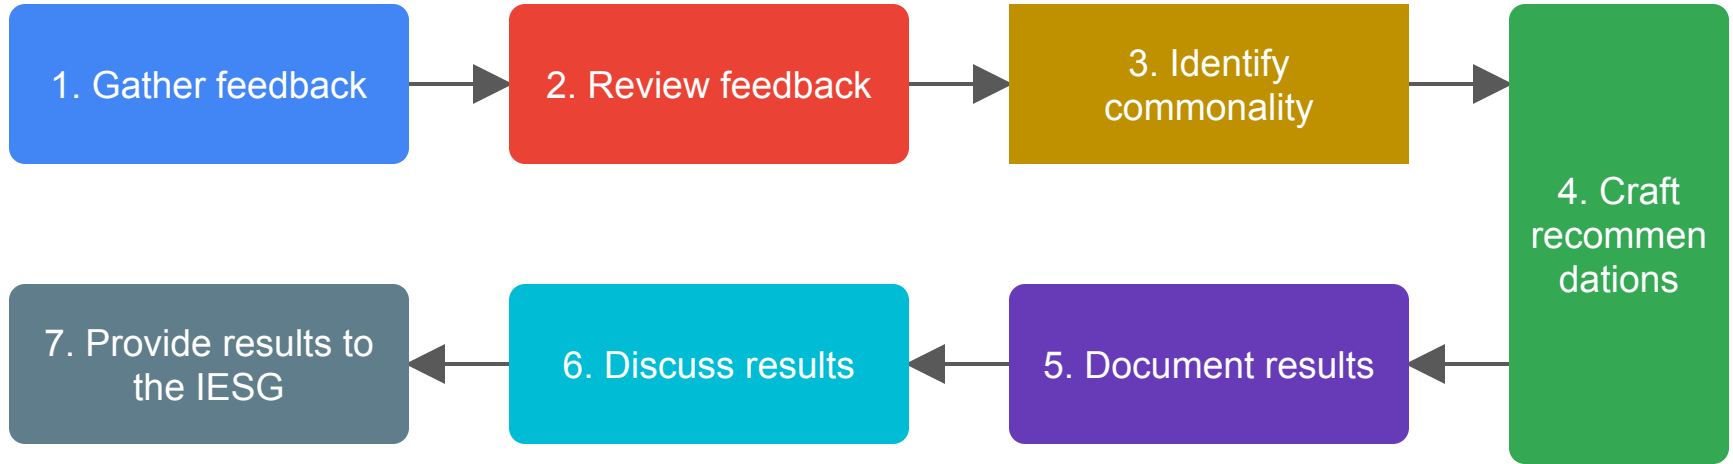 1. Gather feedback
2. Review feedback
3. Identify
commonality
4. Craft
recommen
dations
5. Document results
6. Discuss results
7. Provide results to
the IESG